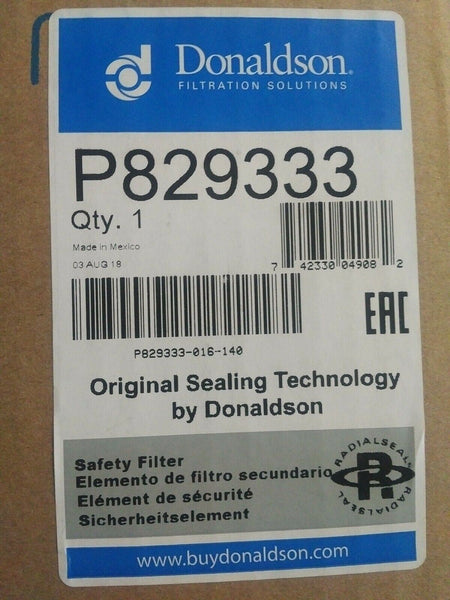 Donaldson®
FILTRATION SOLUTIONS
P829333
Qty. 1
Made in Mexico
03 AUG 18
7 42330 04908 2
EAC
P829333-016-140
Original Sealing Technology
by Donaldson
Safety Filter
Elemento de filtro secundario
Elément de sécurité
Sicherheitselement
RADIALSEAL
RADIALSEAL
www.buydonaldson.com